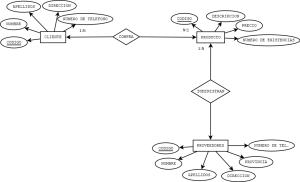 APELLIDOS
DIRECCION
NOMBRE
NUMERO DE TELEFONO
CODIGO
CLIENTE
1:N
COMPRA
N:1
CODIGO
DESCRIPCION
PRECIO
NUMERO DE EXISTENCIAS
PRODUCTO
1:N
SUMINISTRAR
PROVEEDORES
CODIGO
NOMBRE
APELLIDOS
DIRECCION
PROVINCIA
NUMERO DE TEL...